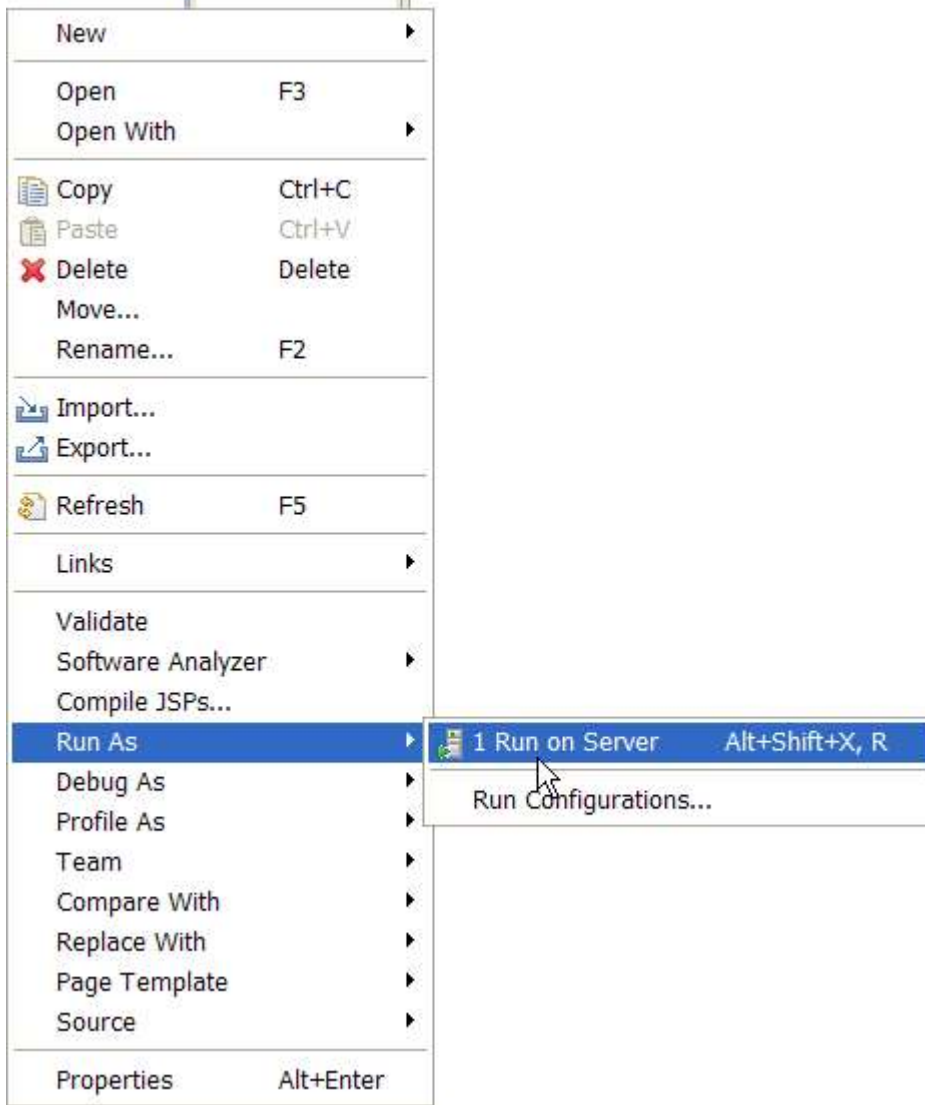 New
Open F3
Open With
Copy Ctrl+C
Paste Ctrl+V
Delete Delete
Move...
Rename... F2
Import...
Export...
Refresh F5
Links
Validate
Software Analyzer
Compile JSPs...
Run As
1 Run on Server Alt+Shift+X, R
Debug As
Run Configurations...
Profile As
Team
Compare With
Replace With
Page Template
Source
Properties Alt+Enter